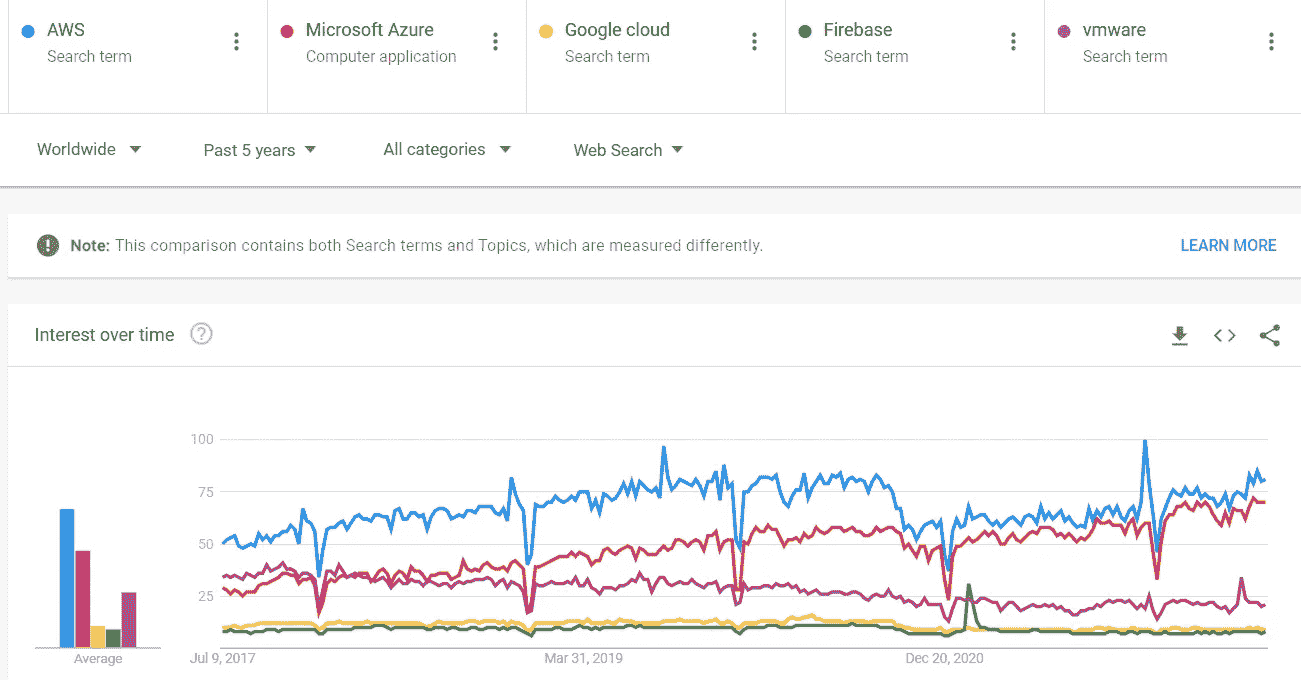 AWS
Search term
Microsoft Azure
Computer application
Google cloud
Search term
Firebase
Search term
vmware
Search term
Worldwide
Past 5 years
All categories
Web Search
Note: This comparison contains both Search terms and Topics, which are measured differently.
LEARN MORE
Interest over time
100
75
50
25
Average
Jul 9, 2017
Mar 31, 2019
Dec 20, 2020